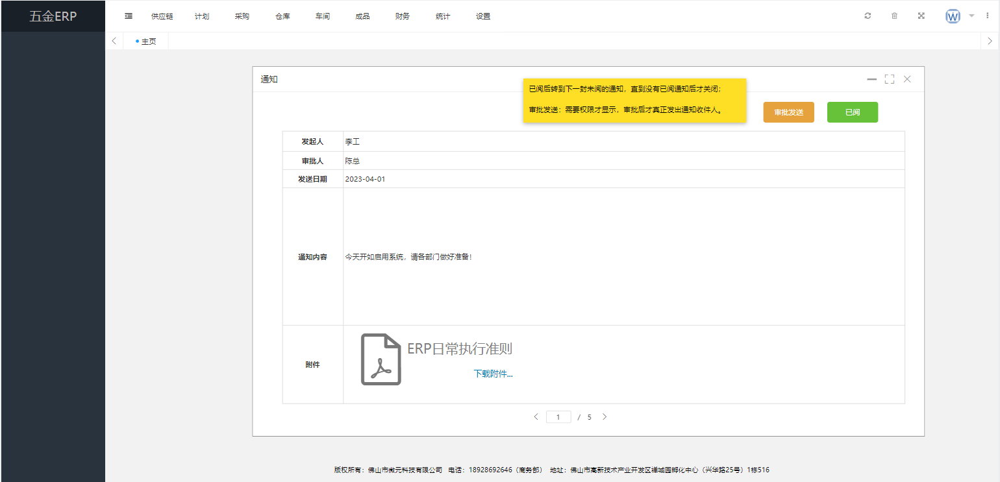 五金ERP
供应链 计划 采购 仓库 车间 成品 财务 统计 设置
W
主页
通知
已阅后转到下一封未阅的通知，直到没有已阅通知后才关闭；
审批发送：需要权限才显示，审批后才真正发出通知收件人。
审批发送 已阅
发起人 李工
审批人 陈总
发送日期 2023-04-01
通知内容 今天开如启用系统，请各部门做好准备！
附件 ERP日常执行准则
下载附件...
1 / 5
版权所有：佛山市微元科技有限公司 电话：18928692646（商务部） 地址：佛山市高新技术产业开发区禅城园孵化中心（兴华路25号）1栋516